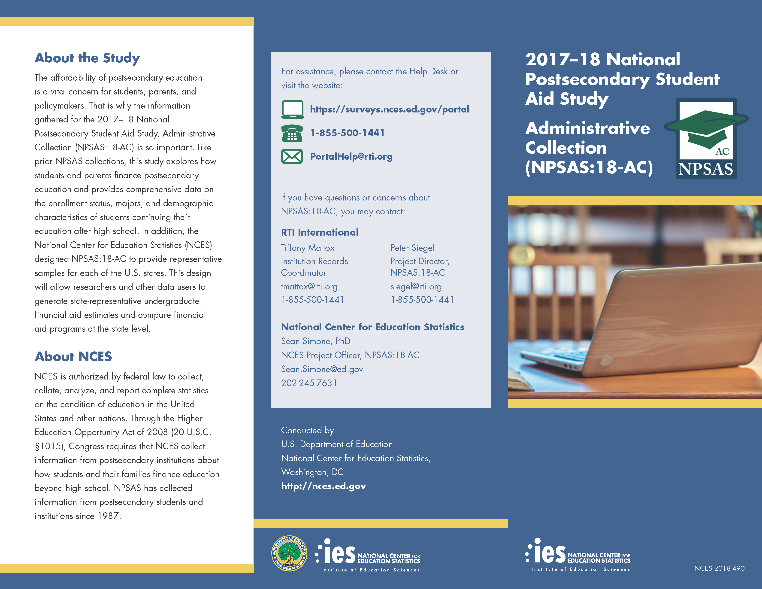 About the Study
The affordability of postsecondary education
is a vital concern for students, parents, and
policymakers. That is why the information
gathered for the 2017–18 National
Postsecondary Student Aid Study, Administrative
Collection (NPSAS:18-AC) is so important. Like
prior NPSAS collections, this study explores how
students and parents finance postsecondary
education and provides comprehensive data on
the enrollment status, majors, and demographic
characteristics of students continuing their
education after high school. In addition, the
National Center for Education Statistics (NCES)
designed NPSAS:18-AC to provide representative
samples for each of the U.S. states. This design
will allow researchers and other data users to
generate state-representative undergraduate
financial aid estimates and compare financial
aid programs at the state level.
About NCES
NCES is authorized by federal law to collect,
collate, analyze, and report complete statistics
on the condition of education in the United
States and other nations. Through the Higher
Education Opportunity Act of 2008 (20 U.S.C.
§1015), Congress requires that NCES collect
information from postsecondary institutions about
how students and their families finance education
beyond high school. NPSAS has collected
information from postsecondary students and
institutions since 1987.
For assistance, please contact the Help Desk or
visit the website:
https://surveys.nces.ed.gov/portal
1-855-500-1441
PortalHelp@rti.org
If you have questions or concerns about
NPSAS:18-AC, you may contact:
RTI International
Tiffany Mattox
Institution Records
Coordinator
tmattox@rti.org
1-855-500-1441
Peter Siegel
Project Director,
NPSAS:18-AC
siegel@rti.org
1-855-500-1441
National Center for Education Statistics
Sean Simone, PhD
NCES Project Officer, NPSAS:18-AC
Sean.Simone@ed.gov
202.245.7631
Conducted by
U.S. Department of Education
National Center for Education Statistics,
Washington, DC
http://nces.ed.gov
ies NATIONAL CENTER FOR
EDUCATION STATISTICS
Institute of Education Sciences
2017–18 National
Postsecondary Student
Aid Study
Administrative
Collection
(NPSAS:18-AC)
AC
NPSAS
ies NATIONAL CENTER FOR
EDUCATION STATISTICS
Institute of Education Sciences
NCES 2018-490